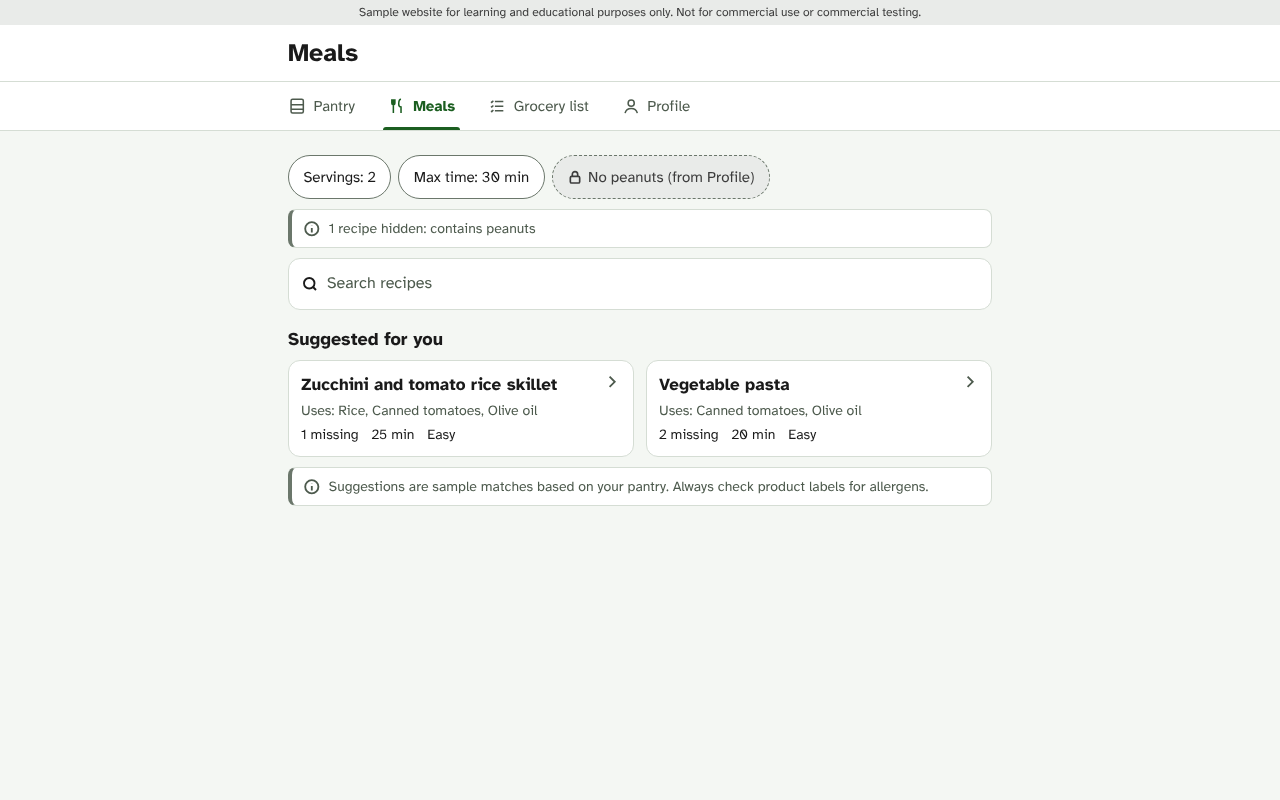 Sample website for learning and educational purposes only. Not for commercial use or commercial testing.
Meals
Pantry
Meals
Grocery list
Profile
Servings: 2
Max time: 30 min
No peanuts (from Profile)
1 recipe hidden: contains peanuts
Search recipes
Suggested for you
Zucchini and tomato rice skillet
Uses: Rice, Canned tomatoes, Olive oil
1 missing 25 min Easy
Vegetable pasta
Uses: Canned tomatoes, Olive oil
2 missing 20 min Easy
Suggestions are sample matches based on your pantry. Always check product labels for allergens.